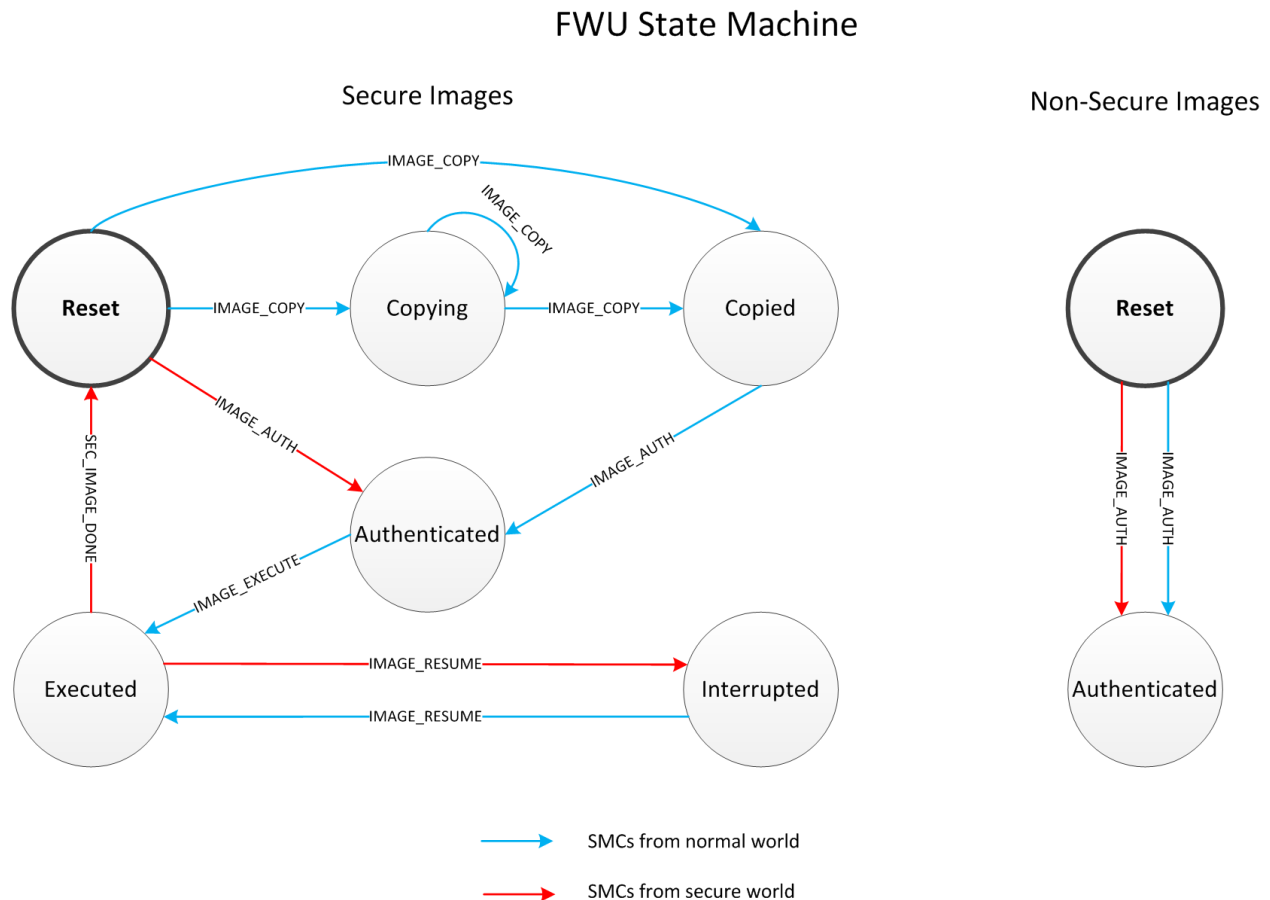 FWU State Machine
Secure Images
Non-Secure Images
IMAGE_COPY
IMAGE_COPY
Reset
IMAGE_COPY
Copying
IMAGE_COPY
Copied
Reset
IMAGE_AUTH
IMAGE_AUTH
SEC_IMAGE_DONE
IMAGE_AUTH
IMAGE_AUTH
Authenticated
IMAGE_EXECUTE
IMAGE_RESUME
Executed
Interrupted
Authenticated
IMAGE_RESUME
SMCs from normal world
SMCs from secure world